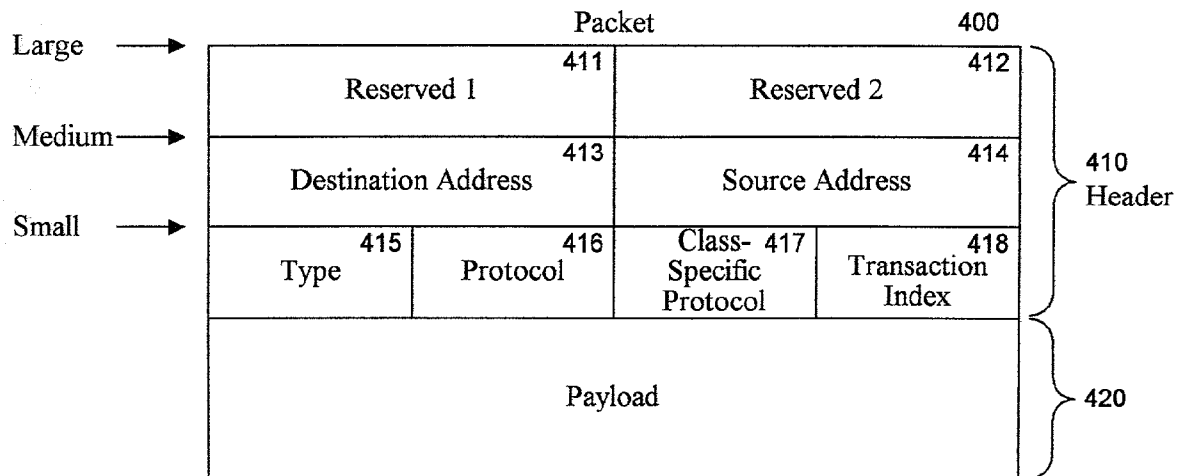 Packet 400
Large
411 412
Reserved 1 Reserved 2
Medium
413 414
Destination Address Source Address
410
Header
Small
415 416 Class- 417 418
Type Protocol Specific Transaction
Protocol Index
Payload 420